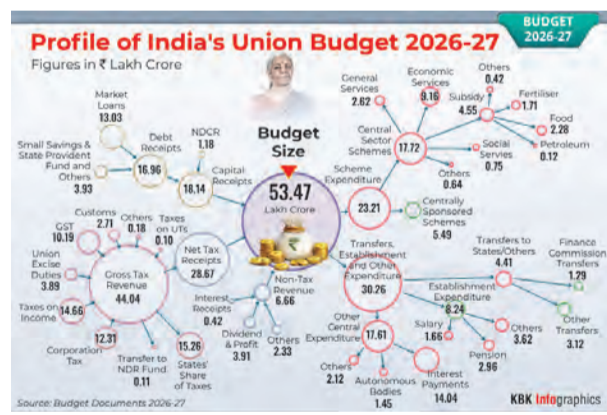 BUDGET
2026-27
Profile of India's Union Budget 2026-27
Figures in ₹ Lakh Crore
Budget
Size
53.47
Lakh Crore
Market
Loans
13.03
Small Savings &
State Provident
Fund and
Others
3.93
Debt
Receipts
16.96
NDCR
1.18
Capital
Receipts
18.14
GST
10.19
Customs
2.71
Others
0.18
Taxes
on UTs
0.10
Union
Excise
Duties
3.89
Gross Tax
Revenue
44.04
Net Tax
Receipts
28.67
Taxes on
Income
14.66
12.31
Corporation
Tax
Transfer to
NDR Fund
0.11
15.26
States'
Share
of Taxes
Non-Tax
Revenue
6.66
Interest
Receipts
0.42
Dividend
& Profit
3.91
Others
2.33
Scheme Expenditure
23.21
General
Services
2.62
Economic
Services
9.16
Central
Sector
Schemes
17.72
Others
0.42
Subsidy
4.55
Fertiliser
1.71
Food
2.28
Petroleum
0.12
Social
Servies
0.75
Others
0.64
Centrally
Sponsored
Schemes
5.49
Transfers,
Establishment
and Other
Expenditure
30.26
Transfers to
States/Others
4.41
Finance
Commission
Transfers
1.29
Other
Transfers
3.12
Establishment
Expenditure
8.24
Salary
1.66
Pension
2.96
Others
3.62
Other Central
Expenditure
17.61
Others
2.12
Autonomous
Bodies
1.45
Interest
Payments
14.04
Source: Budget Documents 2026-27
KBK Infographics